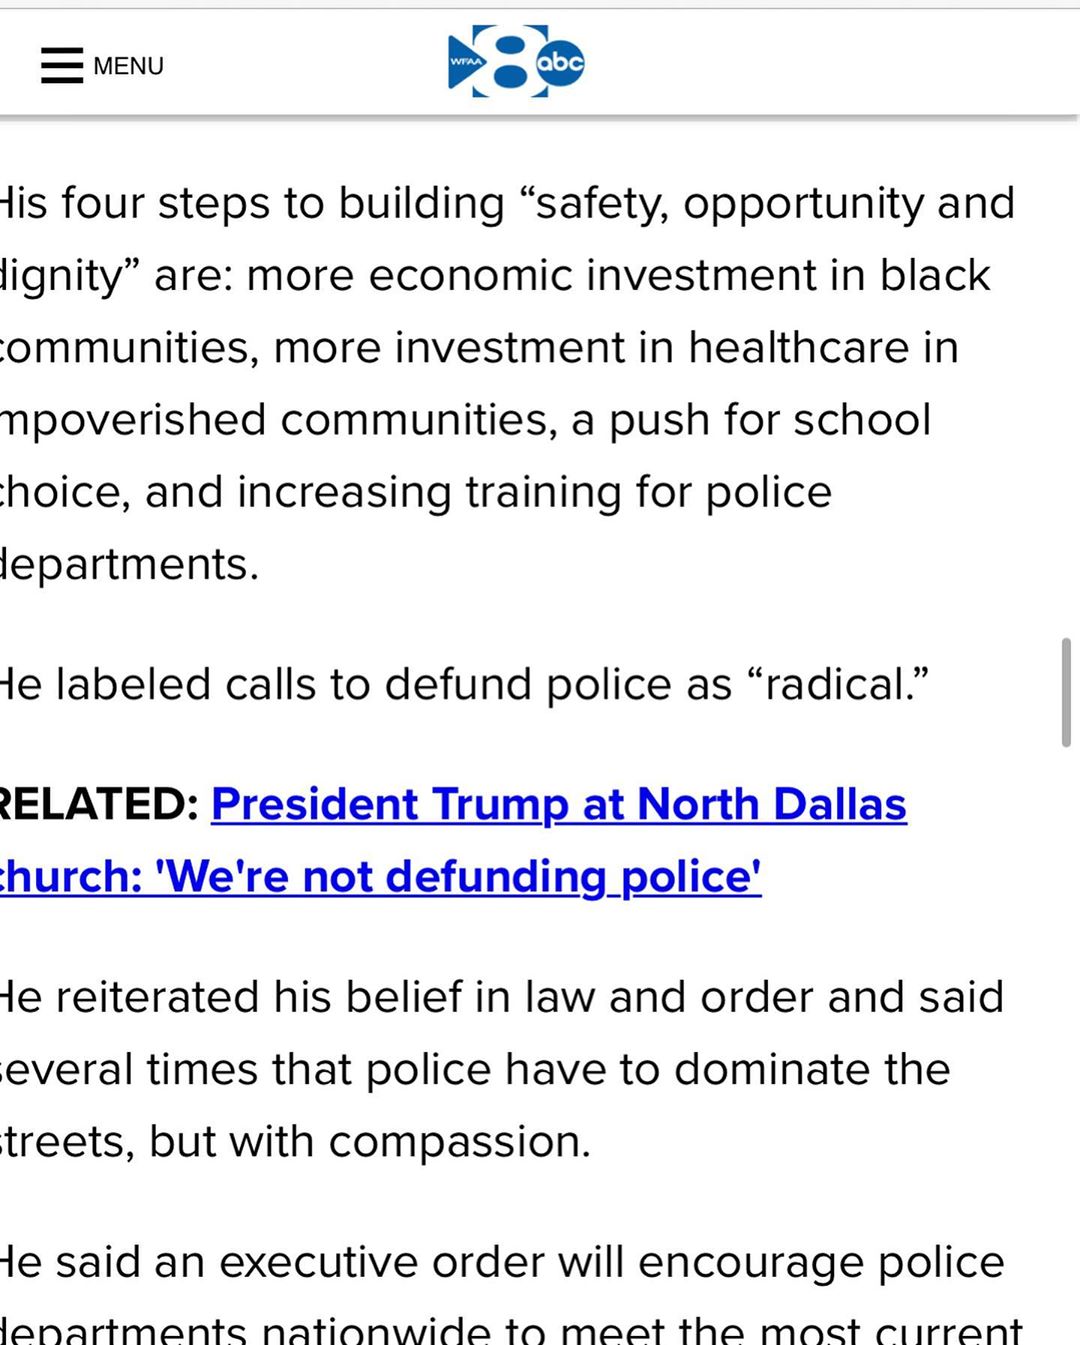 MENU
WFAA 8 abc
His four steps to building “safety, opportunity and
dignity” are: more economic investment in black
communities, more investment in healthcare in
impoverished communities, a push for school
choice, and increasing training for police
departments.
He labeled calls to defund police as “radical.”
RELATED: President Trump at North Dallas
church: 'We're not defunding police'
He reiterated his belief in law and order and said
several times that police have to dominate the
streets, but with compassion.
He said an executive order will encourage police
departments nationwide to meet the most current